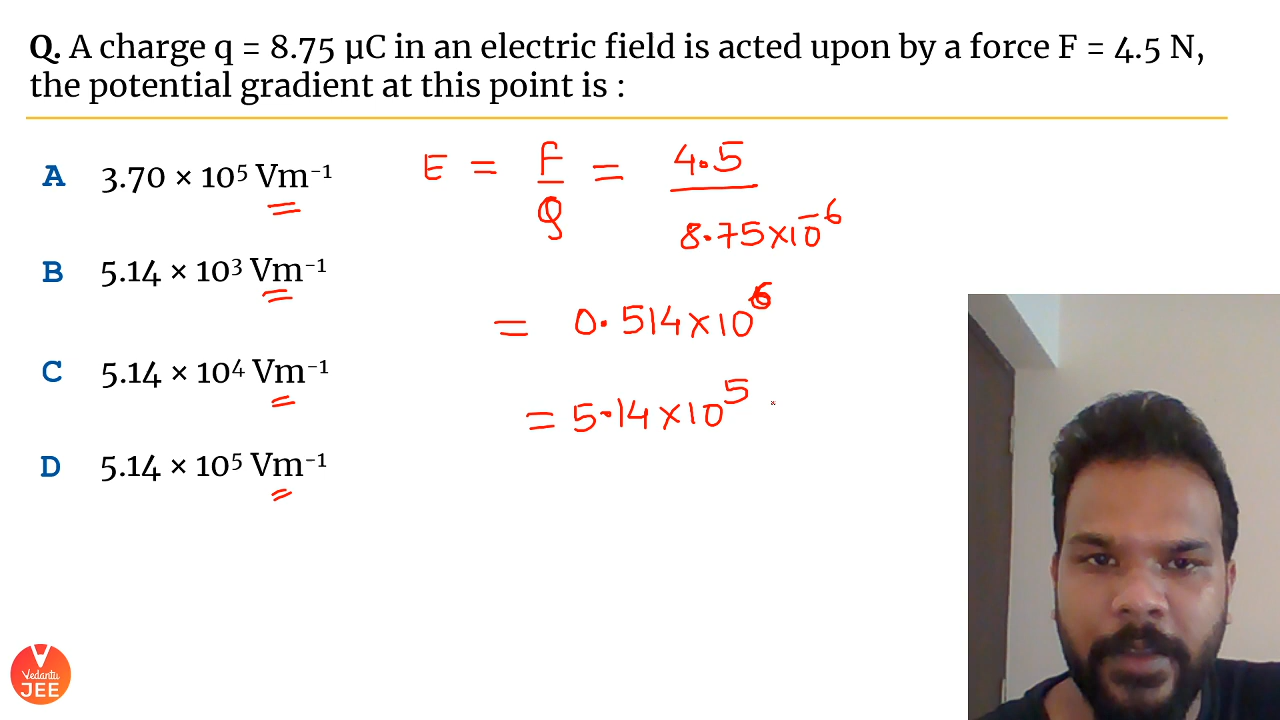 Q. A charge q = 8.75 μC in an electric field is acted upon by a force F = 4.5 N,
the potential gradient at this point is :
A 3.70 × 10⁵ Vm⁻¹
B 5.14 × 10³ Vm⁻¹
C 5.14 × 10⁴ Vm⁻¹
D 5.14 × 10⁵ Vm⁻¹
E = F/Q = 4.5/8.75×10⁻⁶
= 0.514×10⁶
= 5.14×10⁵
Vedantu
JEE